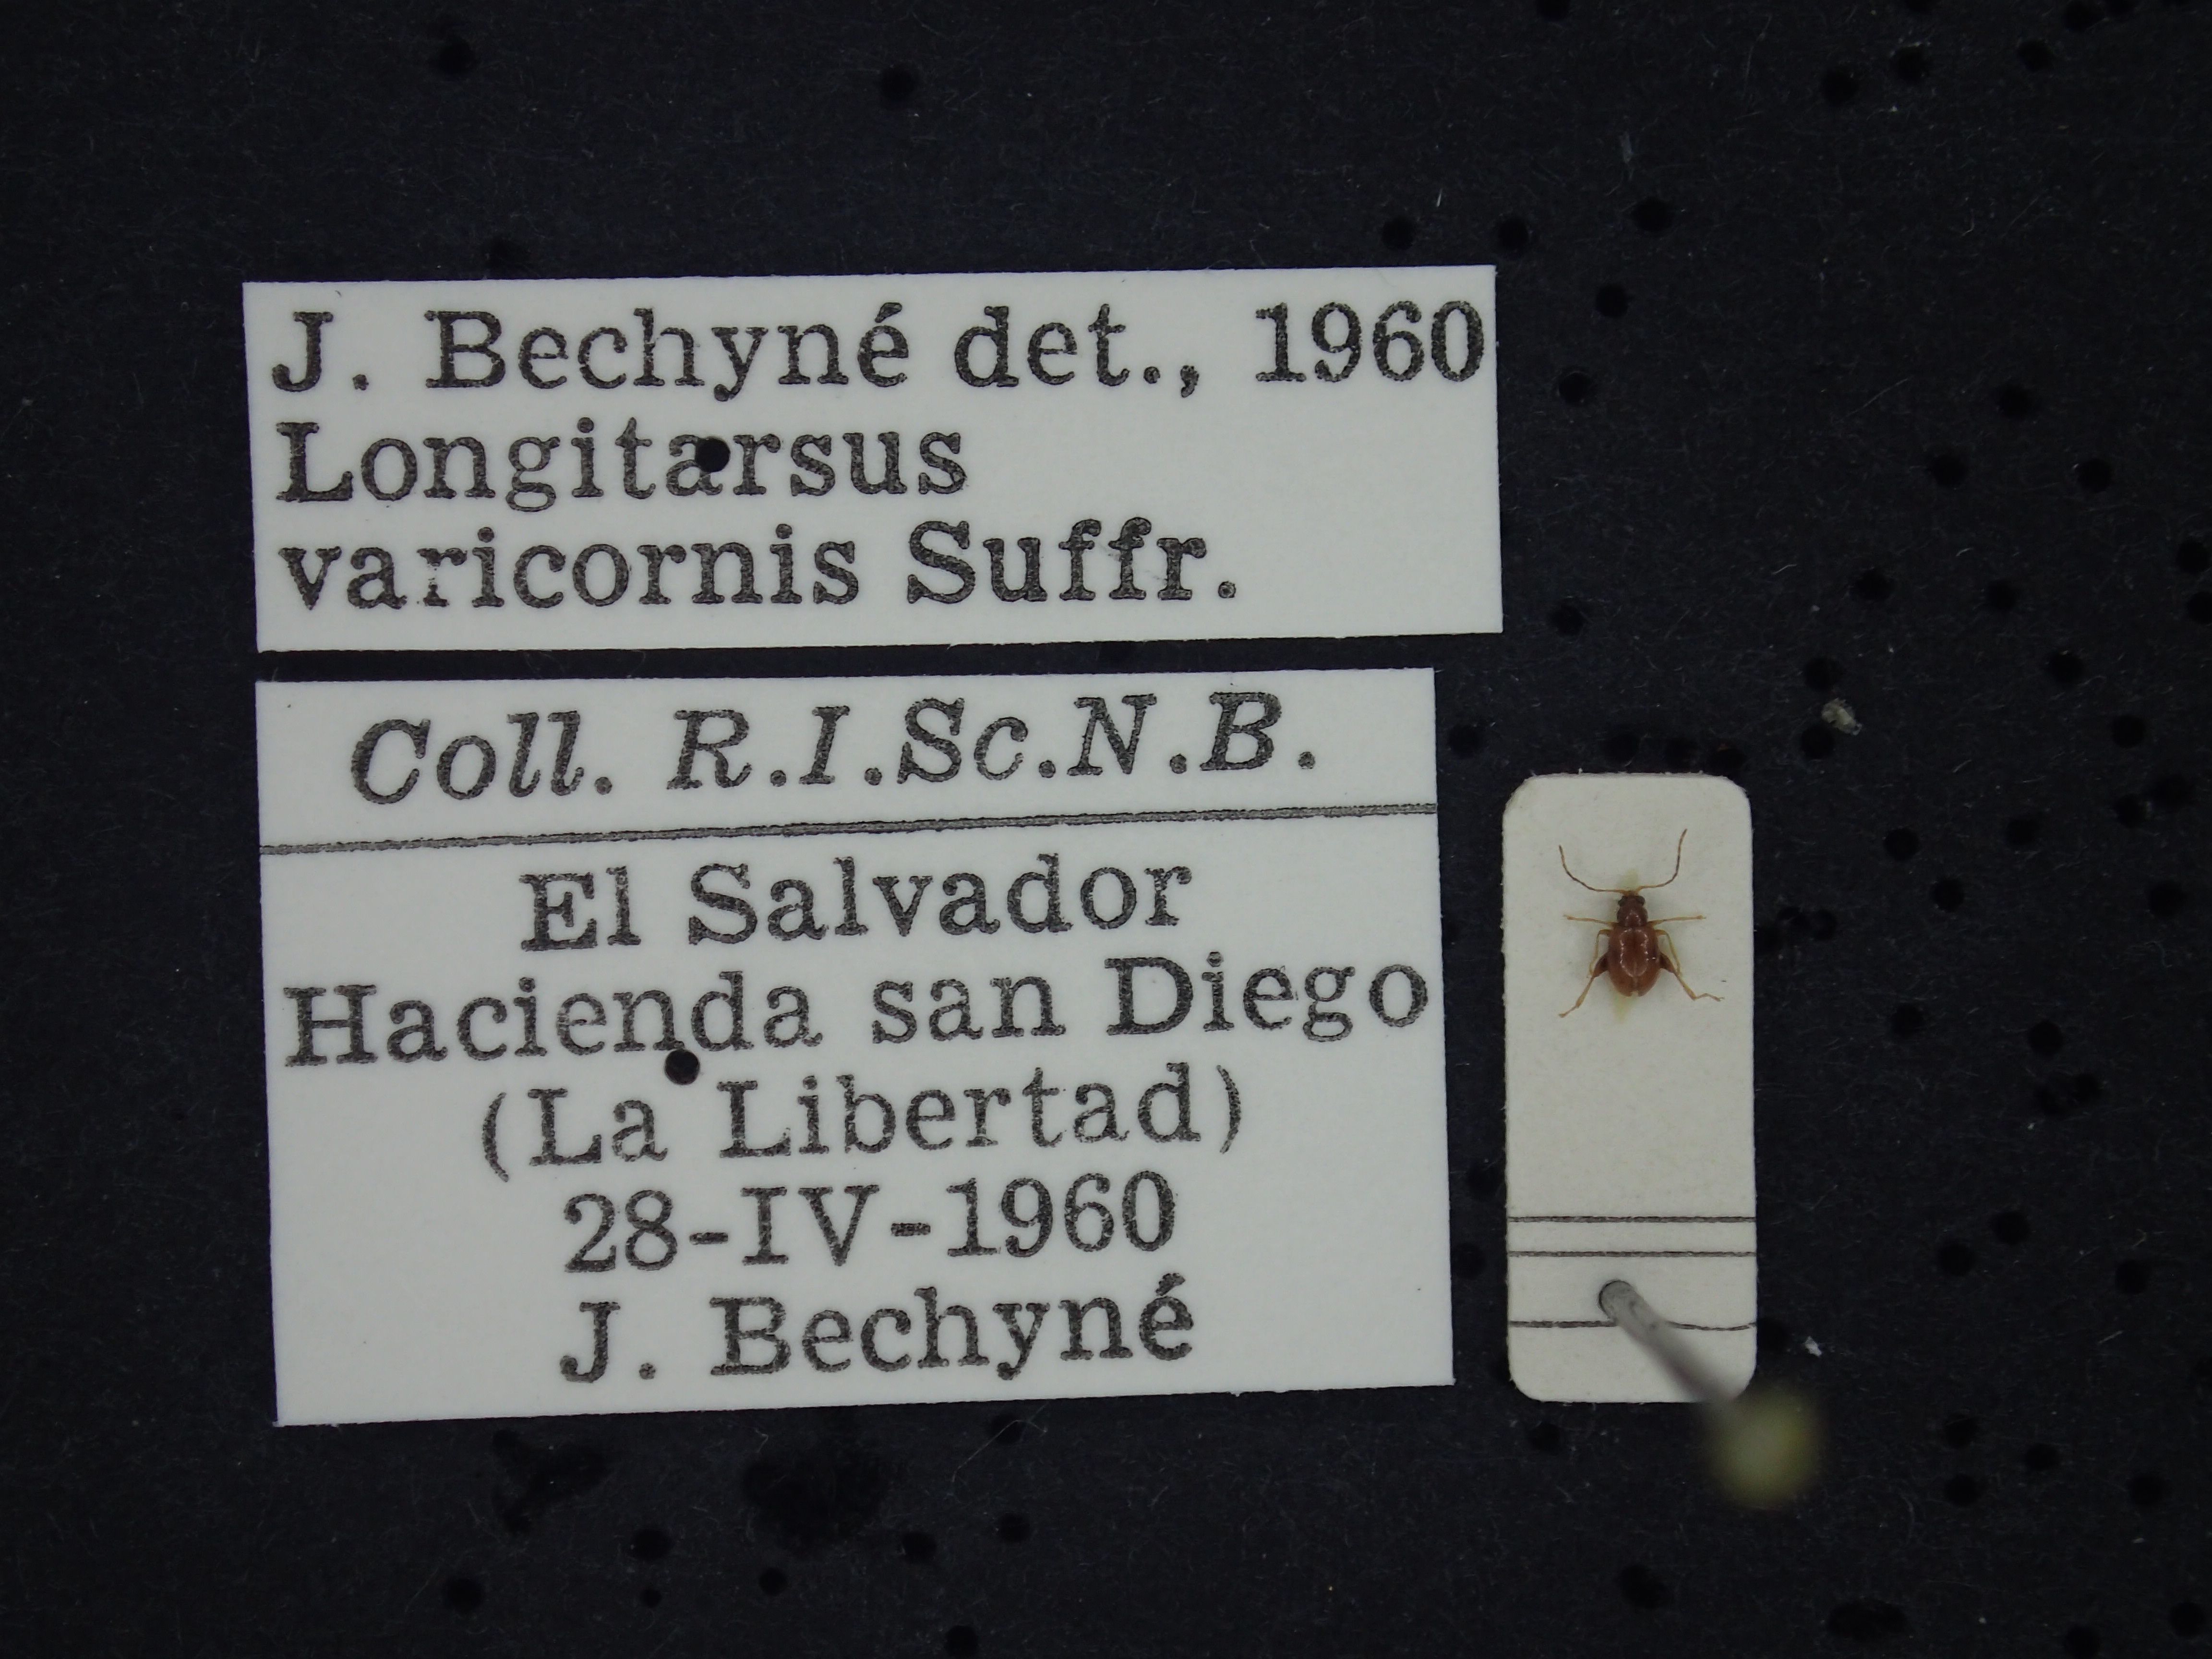 J. Bechyné det., 1960
Longitarsus
varicornis Suffr.
Coll. R.I.Sc.N.B.
El Salvador
Hacienda san Diego
(La Libertad)
28-IV-1960
J. Bechyné